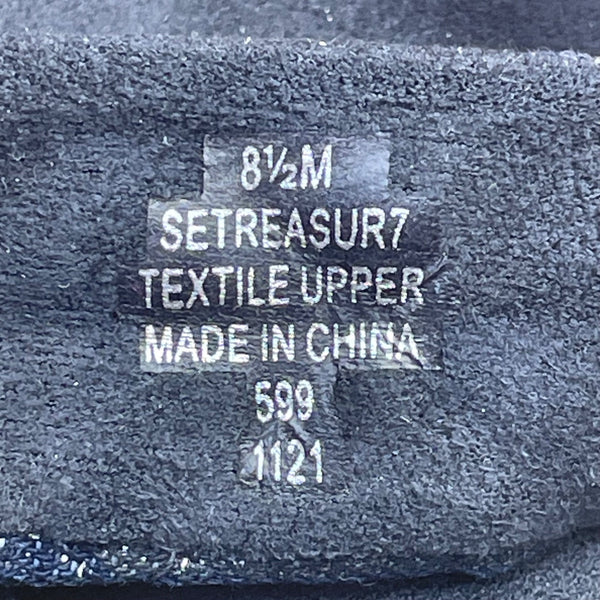 8½M
SETREASUR7
TEXTILE UPPER
MADE IN CHINA
599
1121